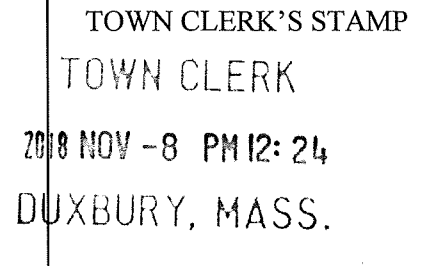 TOWN CLERK'S STAMP
TOWN CLERK
2018 NOV -8 PM 12: 24
DUXBURY, MASS.